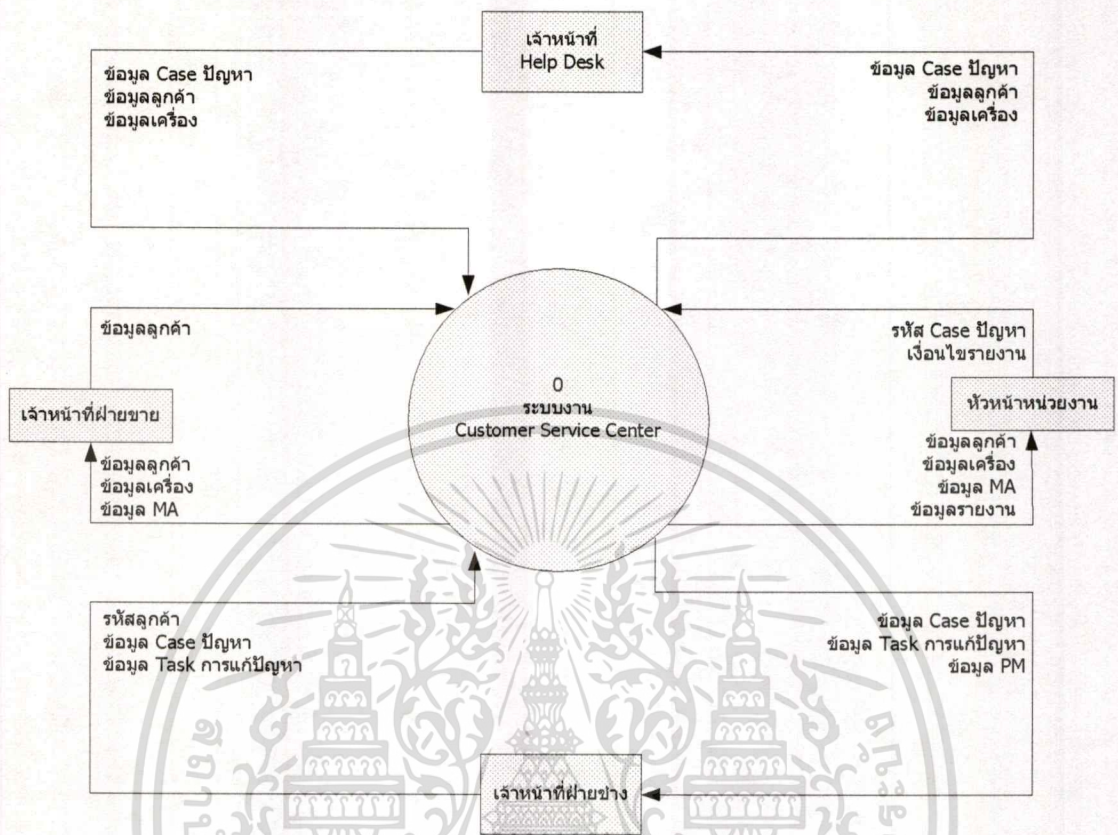 เจ้าหน้าที่
Help Desk
ข้อมูล Case ปัญหา
ข้อมูลลูกค้า
ข้อมูลเครื่อง
ข้อมูล Case ปัญหา
ข้อมูลลูกค้า
ข้อมูลเครื่อง
ข้อมูลลูกค้า
รหัส Case ปัญหา
เงื่อนไขรายงาน
เจ้าหน้าที่ฝ่ายขาย
0
ระบบงาน
Customer Service Center
หัวหน้าหน่วยงาน
ข้อมูลลูกค้า
ข้อมูลเครื่อง
ข้อมูล MA
ข้อมูลลูกค้า
ข้อมูลเครื่อง
ข้อมูล MA
ข้อมูลรายงาน
รหัสลูกค้า
ข้อมูล Case ปัญหา
ข้อมูล Task การแก้ปัญหา
ข้อมูล Case ปัญหา
ข้อมูล Task การแก้ปัญหา
ข้อมูล PM
เจ้าหน้าที่ฝ่ายช่าง